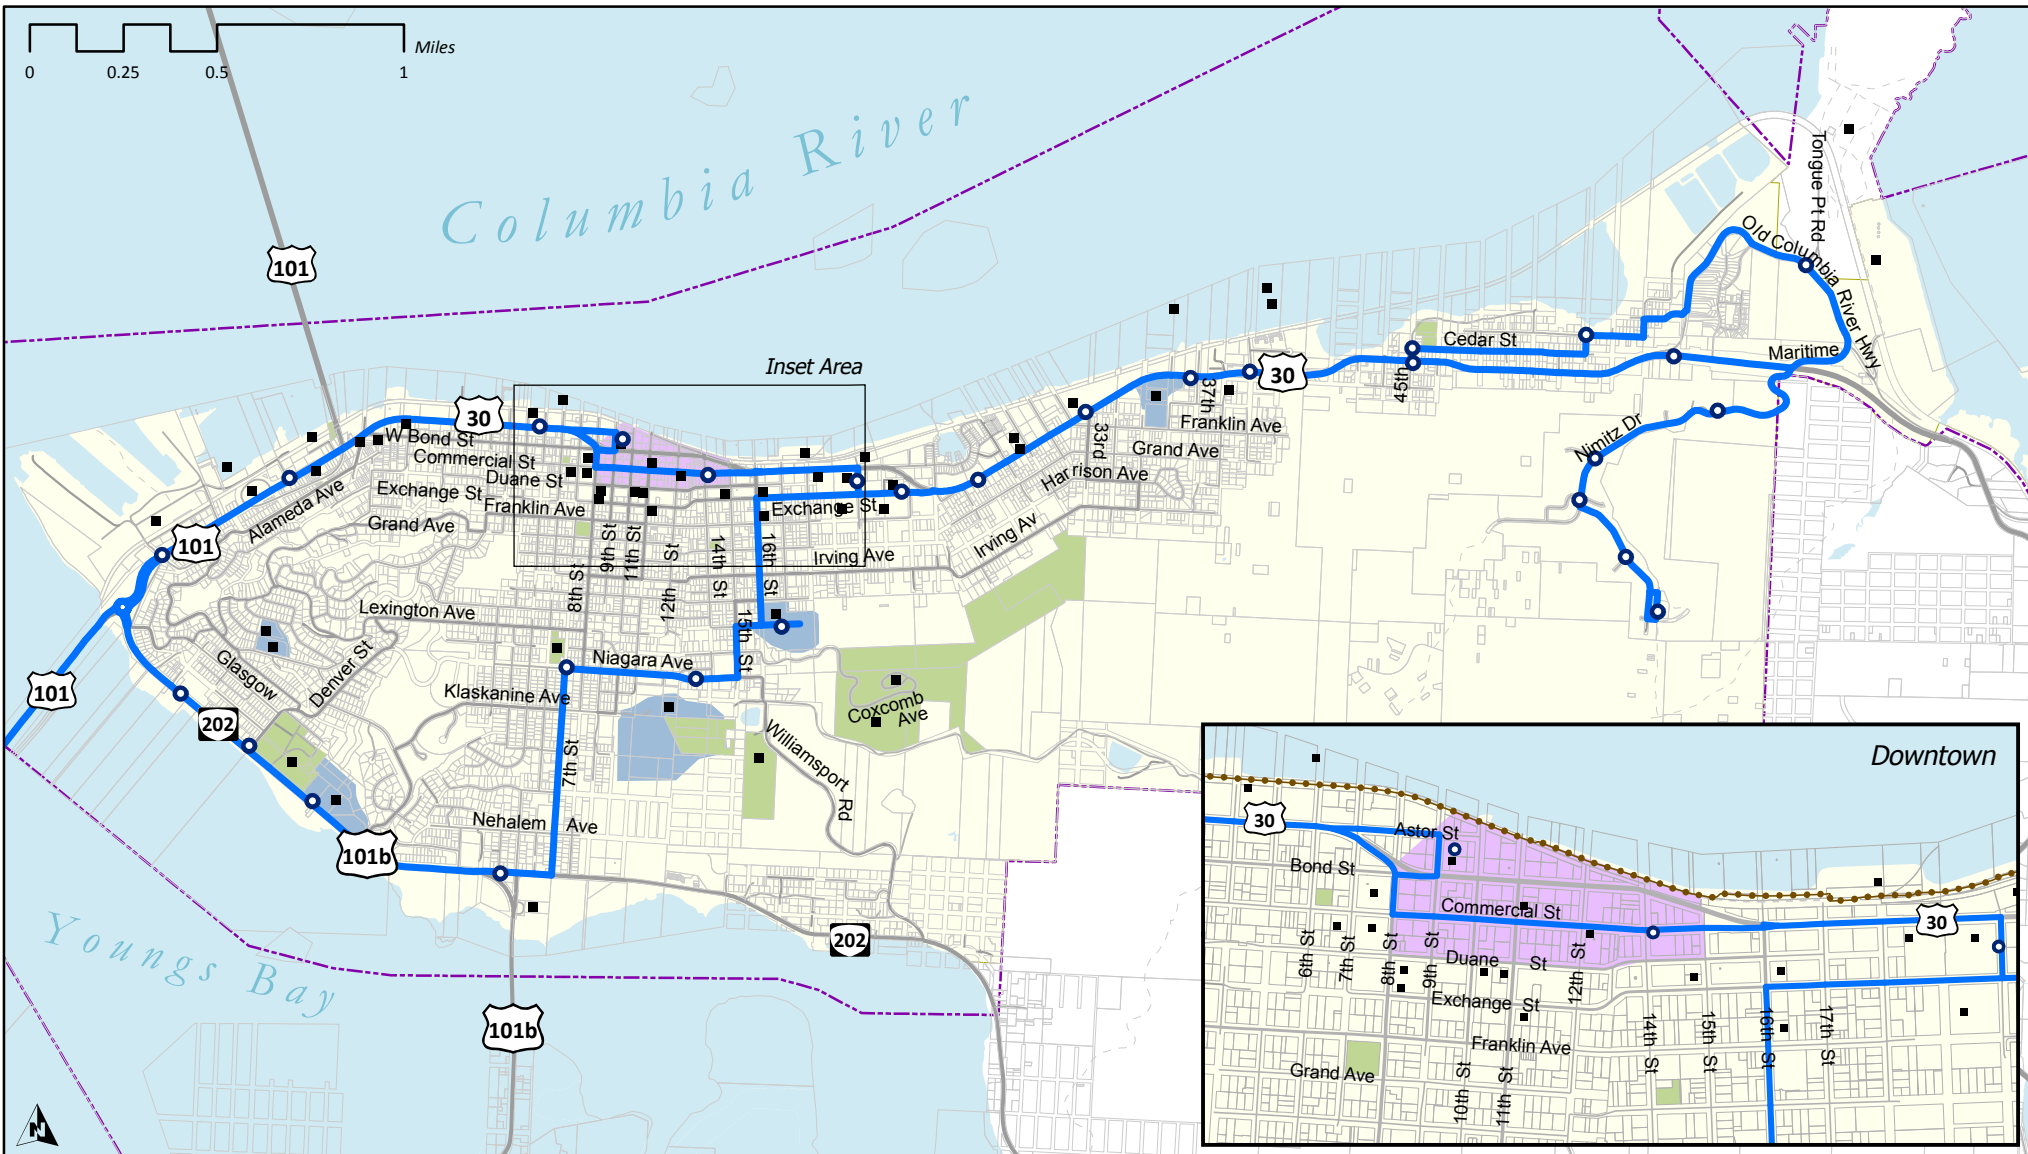 Miles
0 0.25 0.5 1
Columbia River
101
Tongue Pt Rd
Old Columbia River Hwy
Inset Area
30
Cedar St
Maritime
45th
30
37th
Franklin Ave
Grand Ave
33rd
Harrison Ave
Nimitz Dr
W Bond St
Commercial St
Duane St
Exchange St
Franklin Ave
Grand Ave
Alameda Ave
101
Exchange St
9th St
11th St
12th St
14th St
16th St
8th St
Irving Ave
Irving Av
Lexington Ave
15th St
Denver St
Glasgow
Niagara Ave
Klaskanine Ave
101
202
Coxcomb Ave
Williamsport Rd
7th St
Nehalem Ave
101b
202
Youngs Bay
101b
N
Downtown
30
Astor St
Bond St
Commercial St
30
6th St
7th St
8th St
9th St
Duane St
12th St
Exchange St
14th St
15th St
16th St
17th St
Franklin Ave
Grand Ave
10th St
11th St